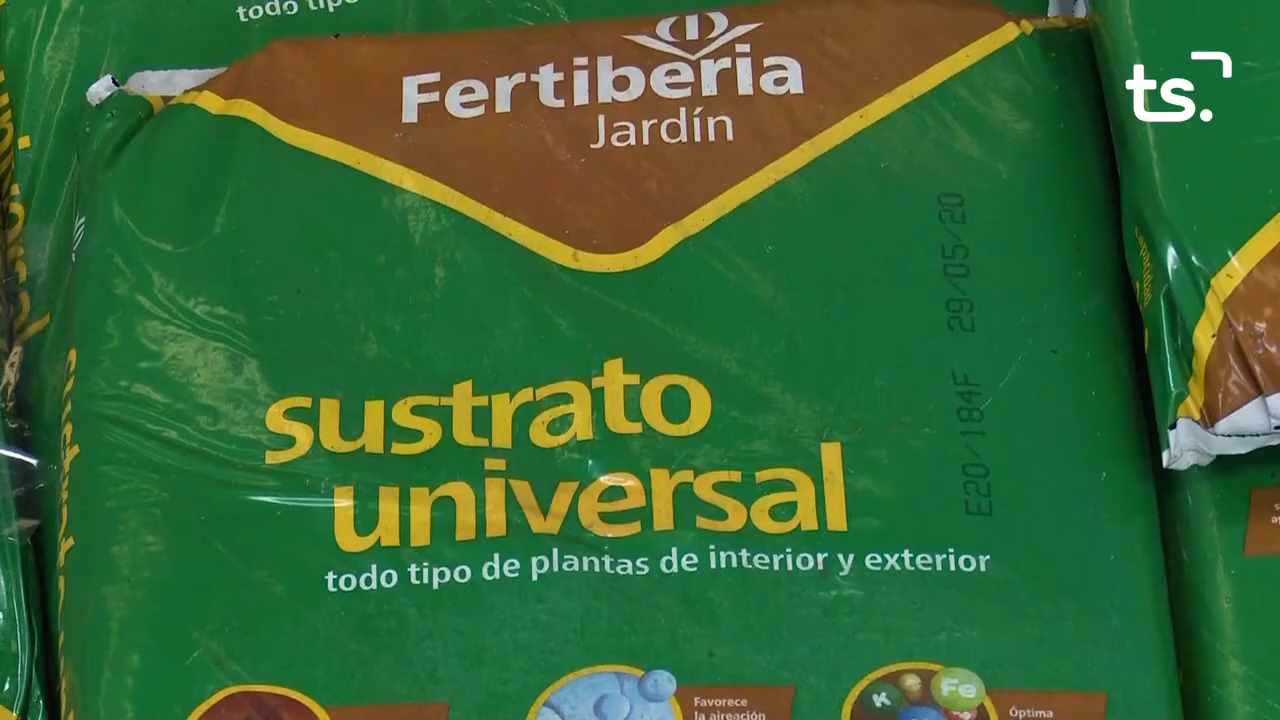 todo tipo
ts.
Fertiberia
Jardín
E20/184F 29/05/20
sustrato
universal
todo tipo de plantas de interior y exterior
Favorece
la aireación
K
Fe
Óptima